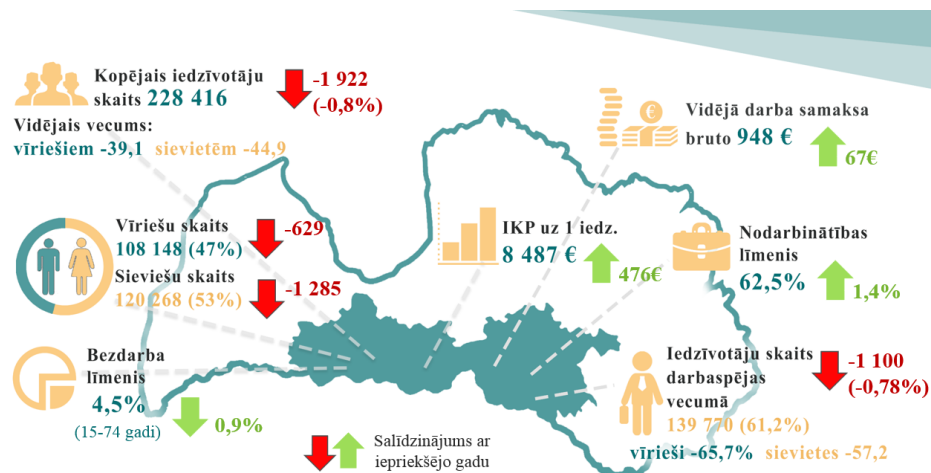 Kopējais iedzīvotāju
skaits 228 416
-1 922
(-0,8%)
Vidējais vecums:
vīriešiem -39,1 sievietēm -44,9
Vidējā darba samaksa
bruto 948 €
67€
Vīriešu skaits
108 148 (47%)
-629
Sieviešu skaits
120 268 (53%)
-1 285
IKP uz 1 iedz.
8 487 €
476€
Nodarbinātības
līmenis
62,5%
1,4%
Bezdarba
līmenis
4,5%
(15-74 gadi)
0,9%
Iedzīvotāju skaits
darbaspējas
vecumā
139 770 (61,2%)
-1 100
(-0,78%)
vīrieši -65,7% sievietes -57,2
Salīdzinājums ar
iepriekšējo gadu